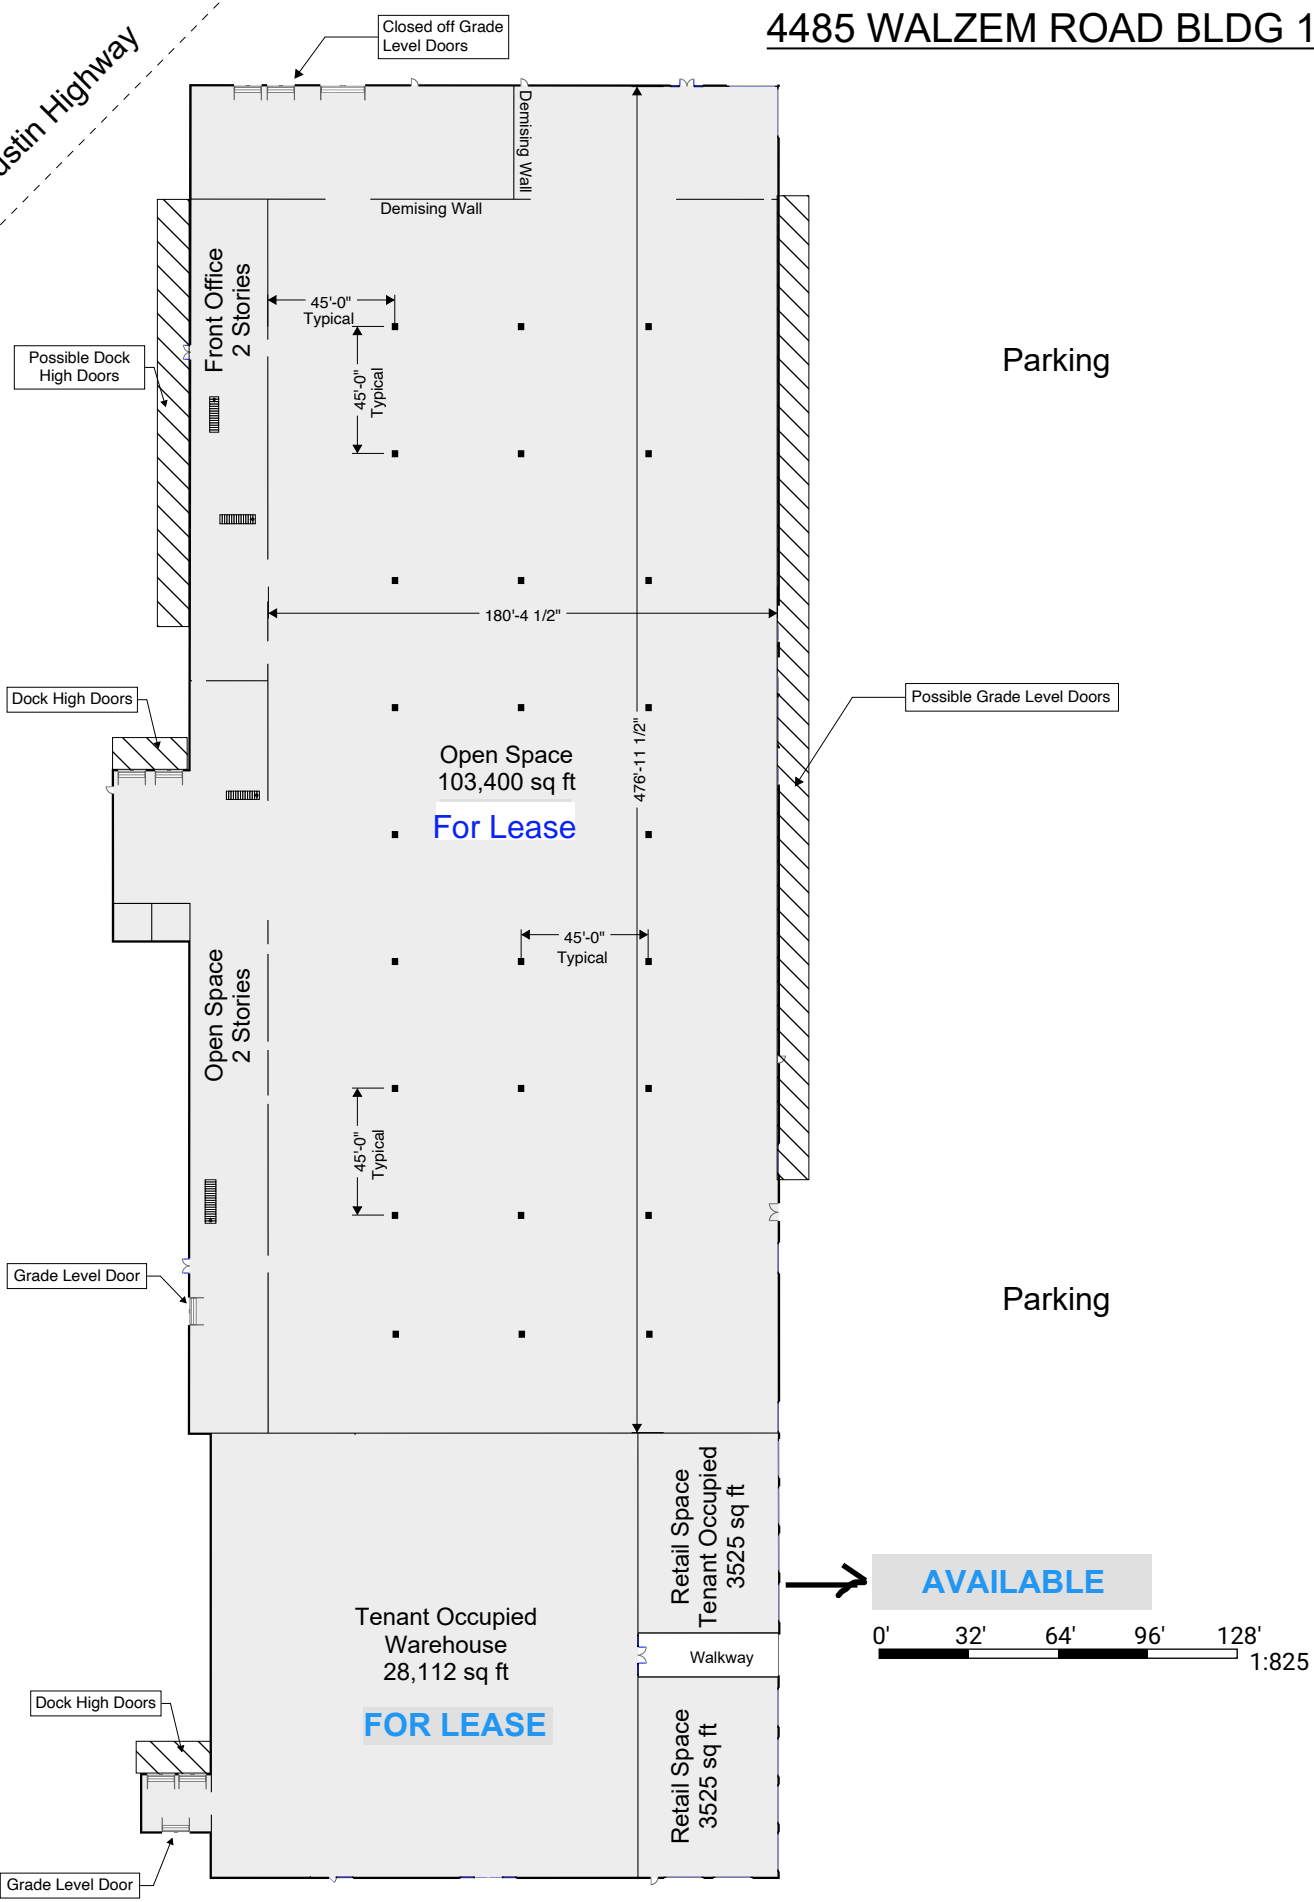 4485 WALZEM ROAD BLDG 1
Closed off Grade
Level Doors
Highway
Demising Wall
Demising Wall
Front Office
2 Stories
45'-0"
Typical
45'-0"
Typical
Possible Dock
High Doors
Parking
180'-4 1/2"
Dock High Doors
Possible Grade Level Doors
476'-11 1/2"
Open Space
103,400 sq ft
For Lease
45'-0"
Typical
Open Space
2 Stories
45'-0"
Typical
Grade Level Door
Parking
Retail Space
Tenant Occupied
3525 sq ft
AVAILABLE
0' 32' 64' 96' 128'
1:825
Tenant Occupied
Warehouse
28,112 sq ft
FOR LEASE
Walkway
Dock High Doors
Retail Space
3525 sq ft
Grade Level Door